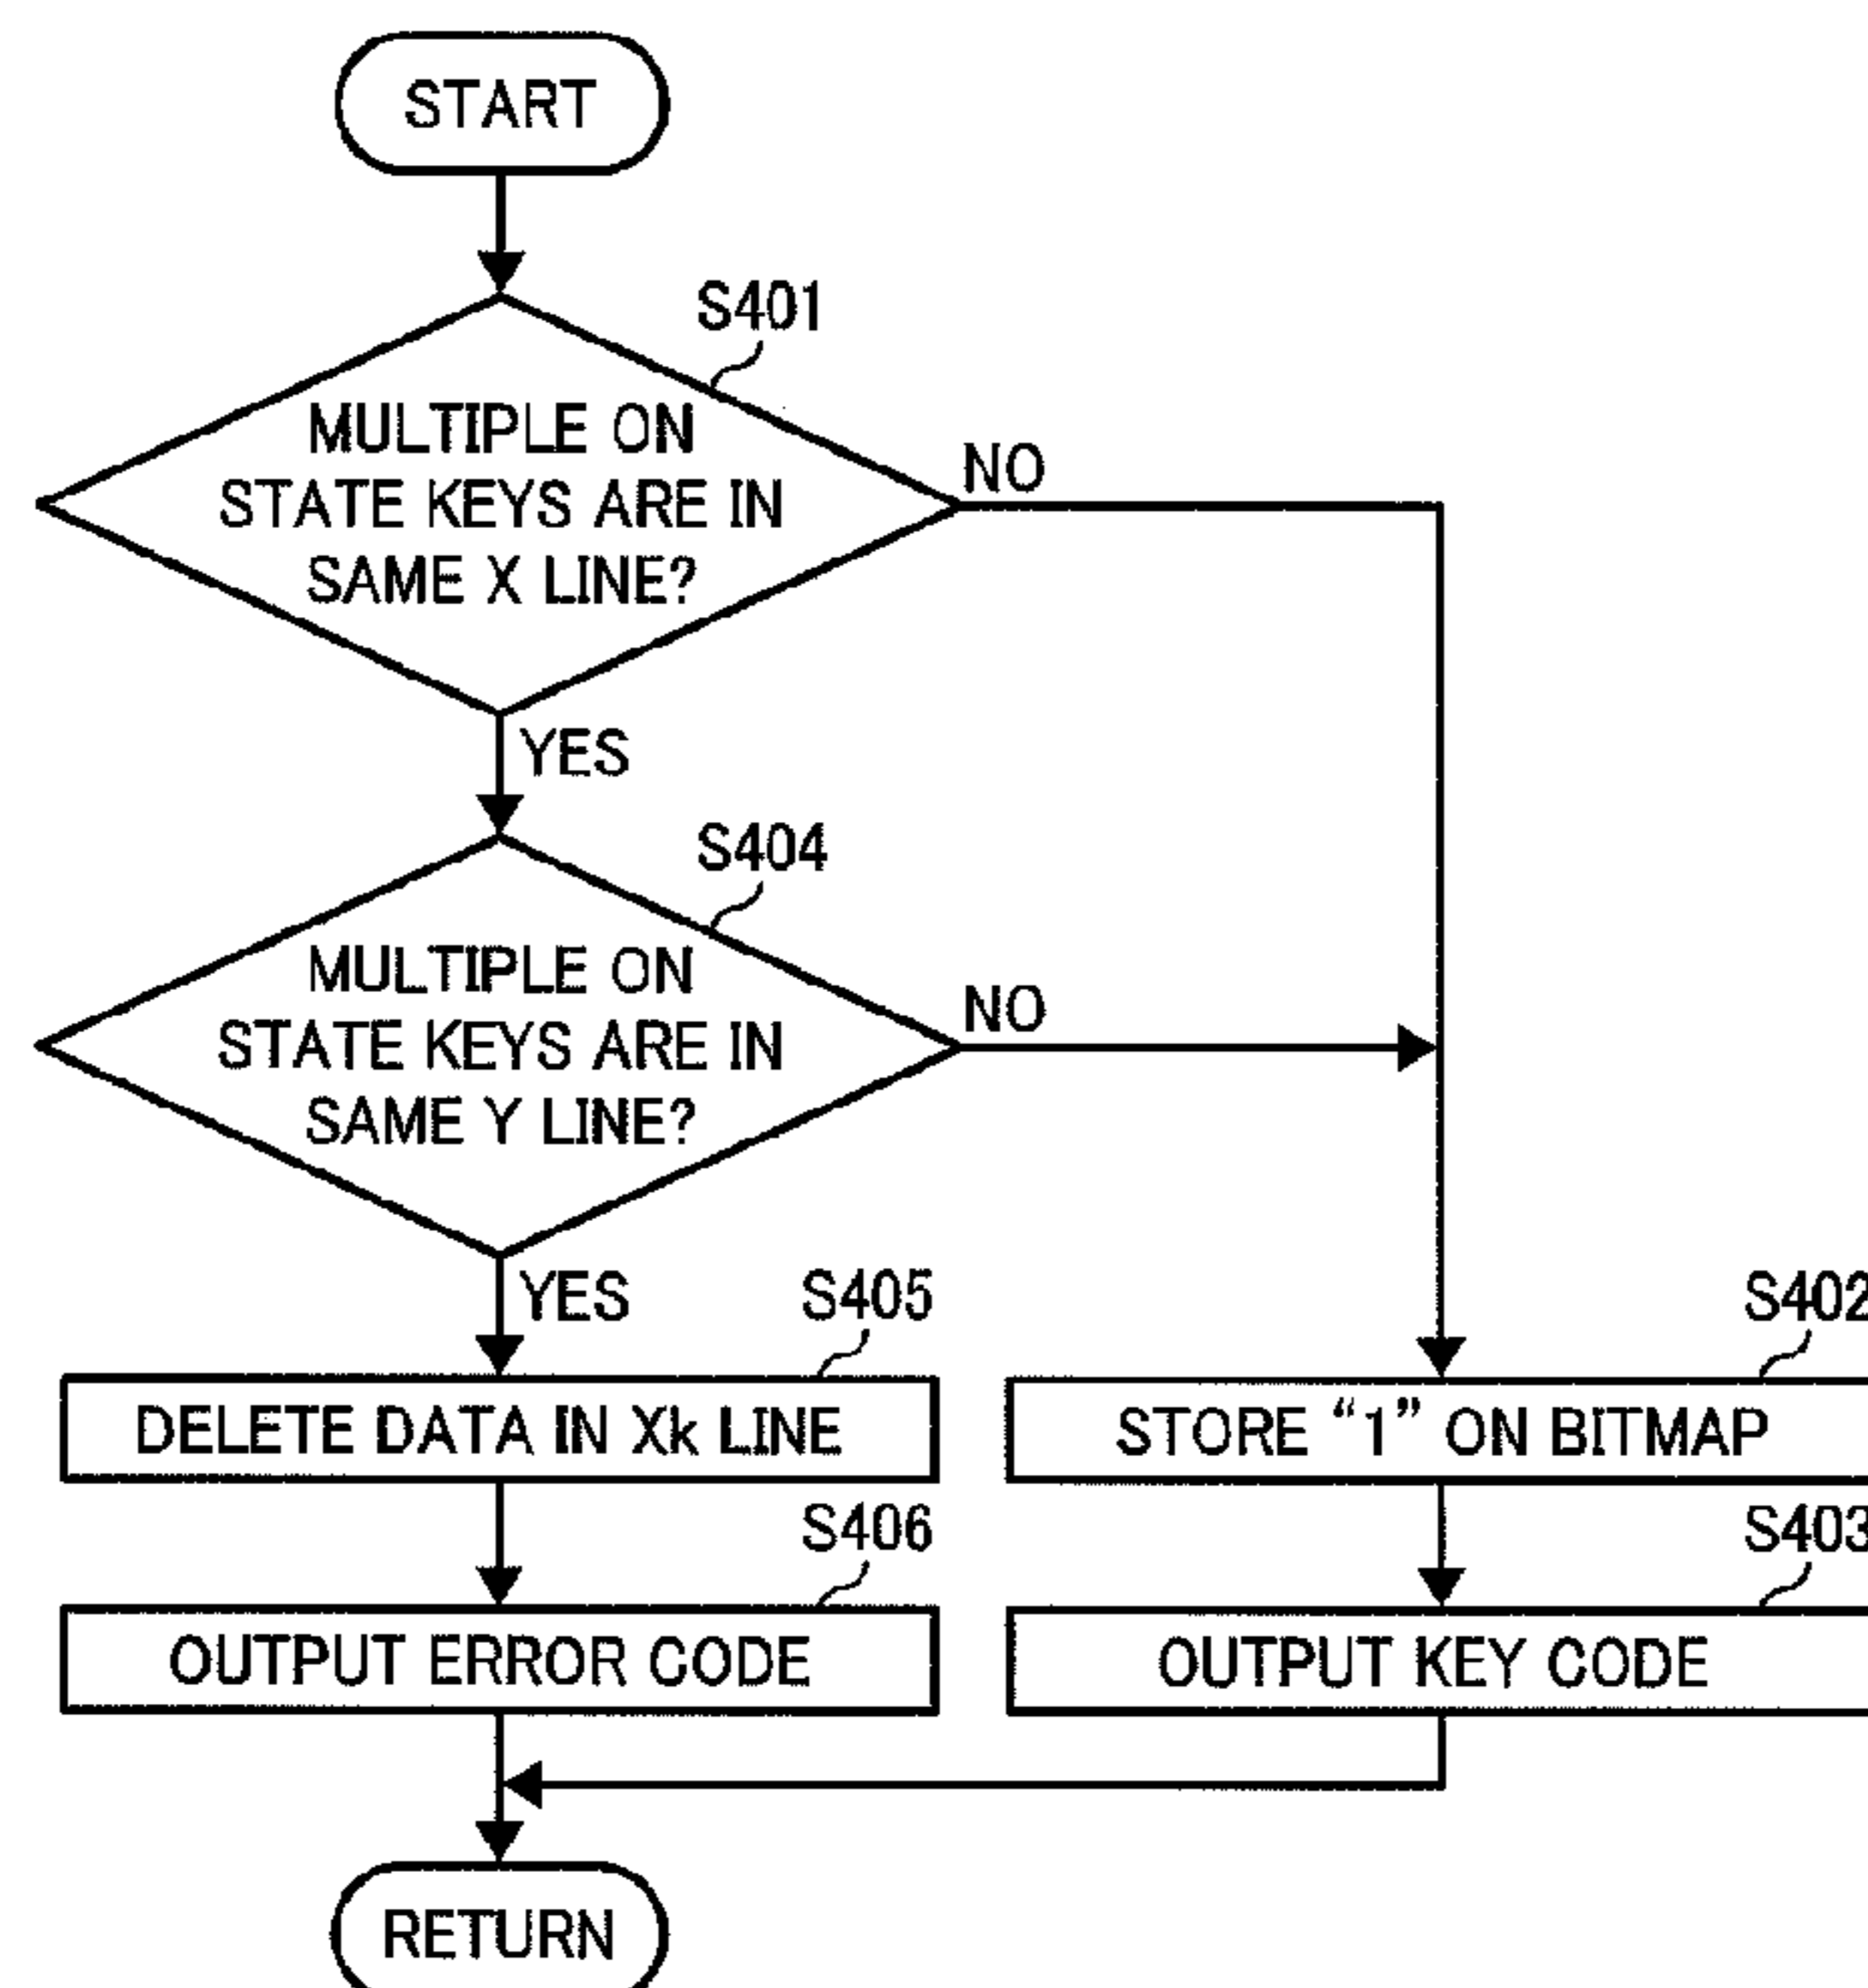 START
S401
MULTIPLE ON
STATE KEYS ARE IN
SAME X LINE?
NO
YES
S404
MULTIPLE ON
STATE KEYS ARE IN
SAME Y LINE?
NO
YES
S405
DELETE DATA IN Xk LINE
S402
STORE “1” ON BITMAP
S406
OUTPUT ERROR CODE
S403
OUTPUT KEY CODE
RETURN